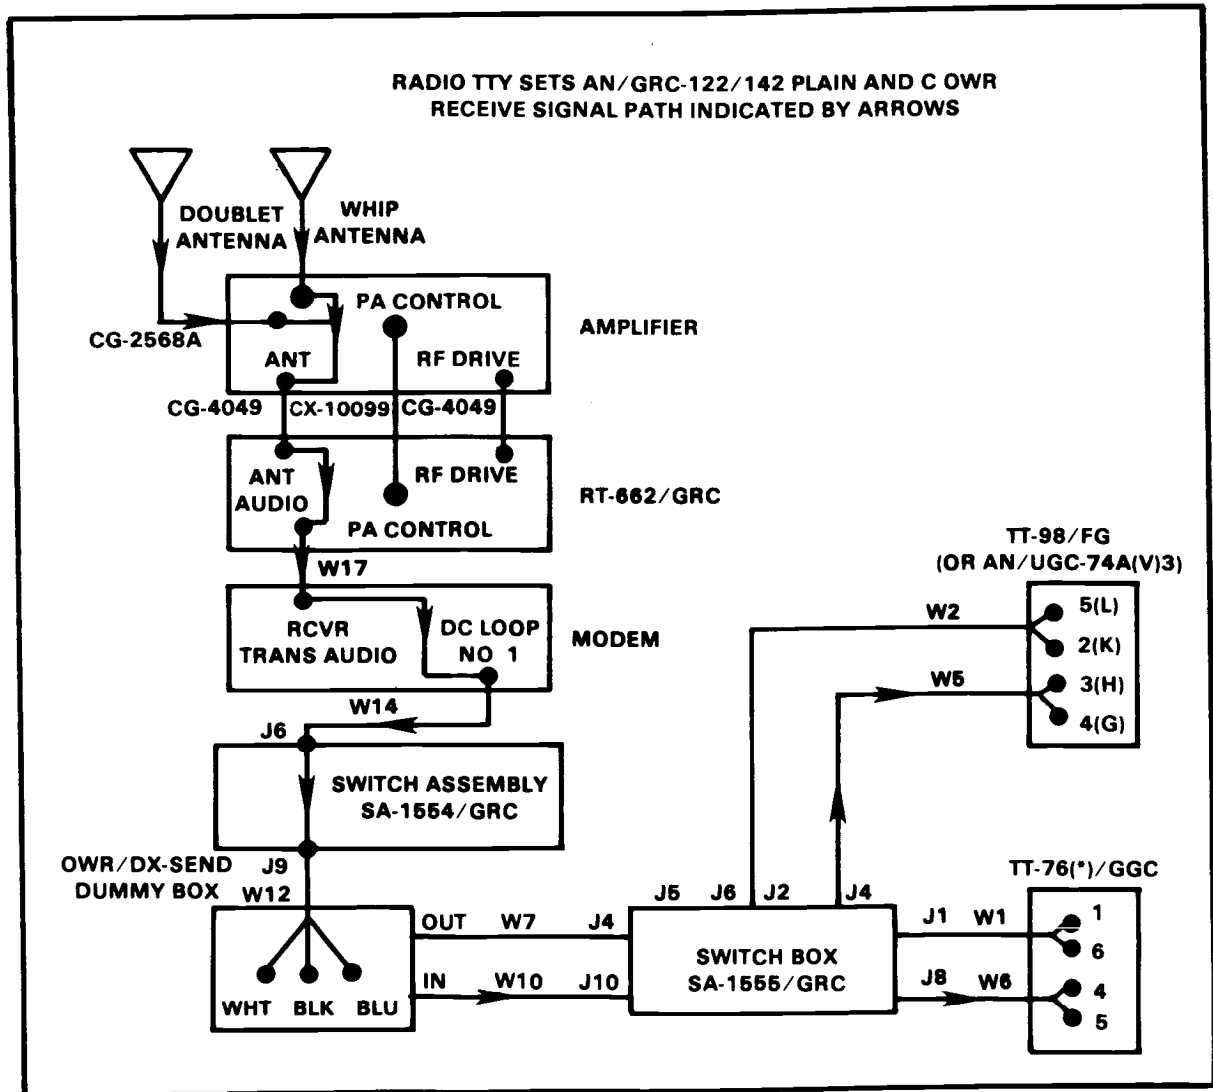 RADIO TTY SETS AN/GRC-122/142 PLAIN AND C OWR
RECEIVE SIGNAL PATH INDICATED BY ARROWS
DOUBLET
ANTENNA
WHIP
ANTENNA
PA CONTROL
AMPLIFIER
CG-2568A
ANT
RF DRIVE
CG-4049
CX-10099
CG-4049
ANT
AUDIO
RF DRIVE
PA CONTROL
RT-662/GRC
W17
RCVR
TRANS AUDIO
DC LOOP
NO 1
MODEM
W14
J6
SWITCH ASSEMBLY
SA-1554/GRC
J9
OWR/DX-SEND
DUMMY BOX
W12
WHT
BLK
BLU
OUT
W7
J4
IN
W10
J10
J5
J6
J2
J4
SWITCH BOX
SA-1555/GRC
J1
W1
J8
W6
W2
W5
TT-98/FG
(OR AN/UGC-74A(V)3)
5(L)
2(K)
3(H)
4(G)
TT-76(*)/GGC
1
6
4
5